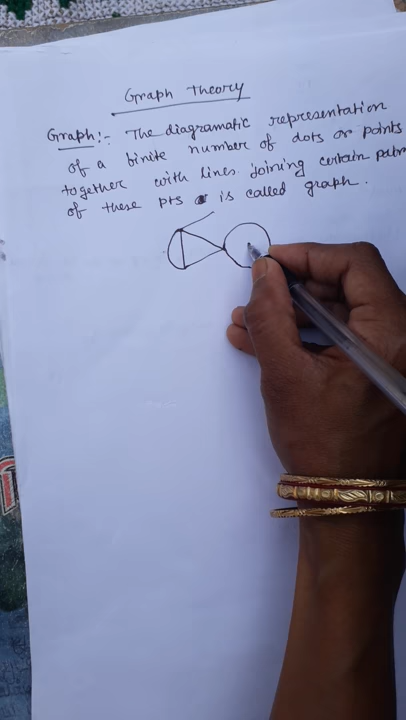 Graph Theory
Graph:- The diagramatic representation
of a binite number of dots or points
together with lines joining certain pairs
of these pts is called graph.